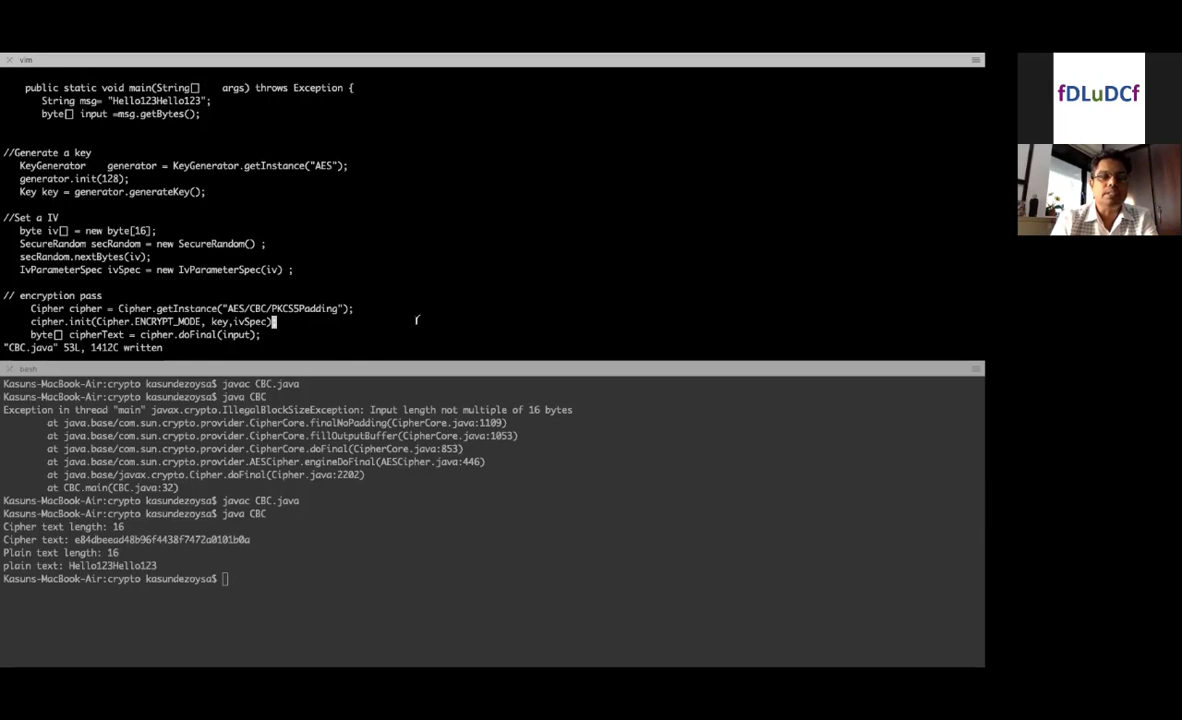 vim
public static void main(String[] args) throws Exception {
String msg= "Hello123Hello123";
byte[] input =msg.getBytes();
//Generate a key
KeyGenerator generator = KeyGenerator.getInstance("AES");
generator.init(128);
Key key = generator.generateKey();
//Set a IV
byte iv[] = new byte[16];
SecureRandom secRandom = new SecureRandom() ;
secRandom.nextBytes(iv);
IvParameterSpec ivSpec = new IvParameterSpec(iv) ;
// encryption pass
Cipher cipher = Cipher.getInstance("AES/CBC/PKCS5Padding");
cipher.init(Cipher.ENCRYPT_MODE, key,ivSpec);
byte[] cipherText = cipher.doFinal(input);
"CBC.java" 53L, 1412C written
bash
Kasuns-MacBook-Air:crypto kasundezoysa$ javac CBC.java
Kasuns-MacBook-Air:crypto kasundezoysa$ java CBC
Exception in thread "main" javax.crypto.IllegalBlockSizeException: Input length not multiple of 16 bytes
at java.base/com.sun.crypto.provider.CipherCore.finalNoPadding(CipherCore.java:1109)
at java.base/com.sun.crypto.provider.CipherCore.fillOutputBuffer(CipherCore.java:1053)
at java.base/com.sun.crypto.provider.CipherCore.doFinal(CipherCore.java:853)
at java.base/com.sun.crypto.provider.AESCipher.engineDoFinal(AESCipher.java:446)
at java.base/javax.crypto.Cipher.doFinal(Cipher.java:2202)
at CBC.main(CBC.java:32)
Kasuns-MacBook-Air:crypto kasundezoysa$ javac CBC.java
Kasuns-MacBook-Air:crypto kasundezoysa$ java CBC
Cipher text length: 16
Cipher text: e84dbeead48b96f4438f7472a0101b0a
Plain text length: 16
plain text: Hello123Hello123
Kasuns-MacBook-Air:crypto kasundezoysa$
fDLuDCf